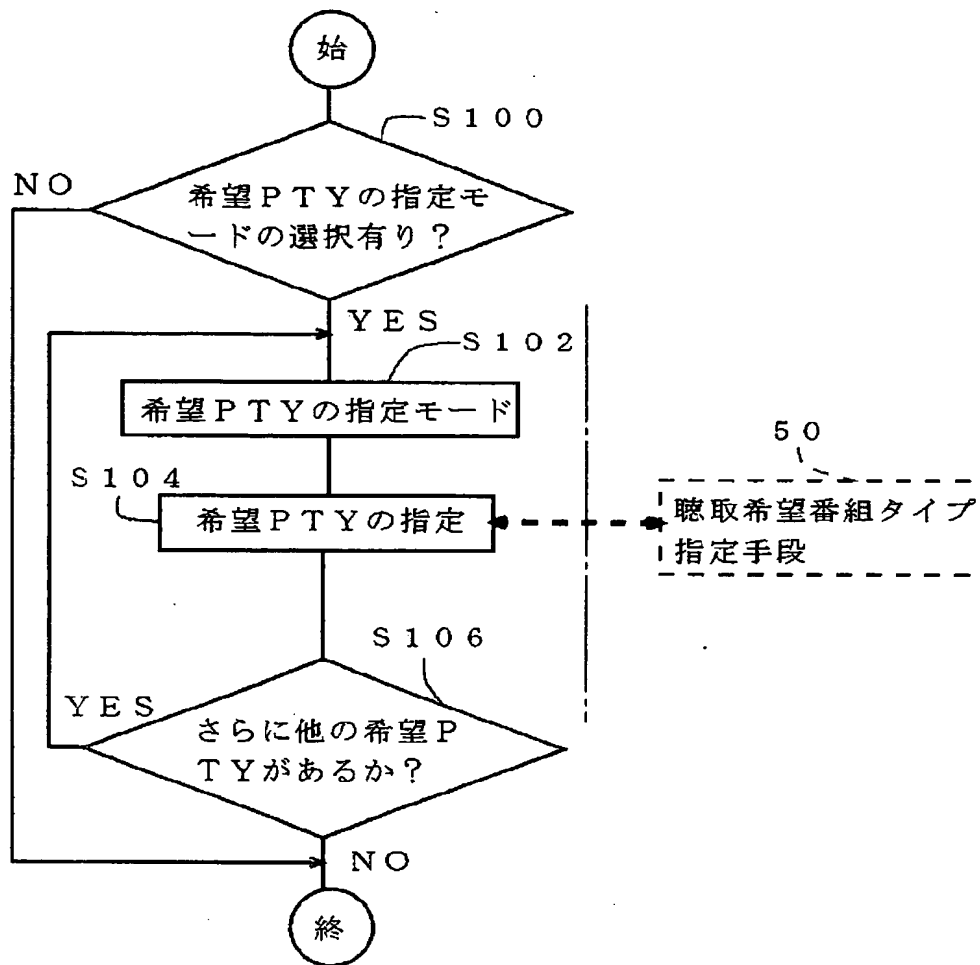 始
S100
NO
希望PTYの指定モ
ードの選択有り?
YES
S102
希望PTYの指定モード
50
S104
希望PTYの指定
聴取希望番組タイプ
指定手段
S106
YES
さらに他の希望P
TYがあるか?
NO
終